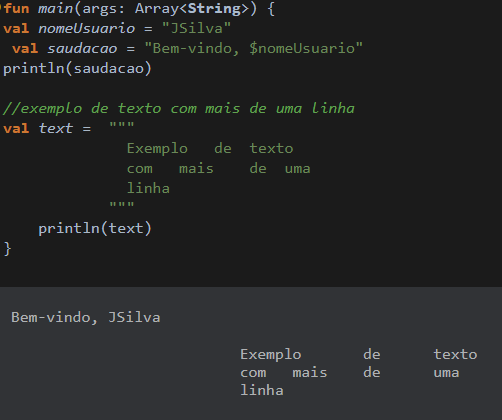 fun main(args: Array<String>) {
val nomeUsuario = "JSilva"
val saudacao = "Bem-vindo, $nomeUsuario"
println(saudacao)
//exemplo de texto com mais de uma linha
val text = """
Exemplo de texto
com mais de uma
linha
"""
println(text)
}
Bem-vindo, JSilva
Exemplo de texto
com mais de uma
linha